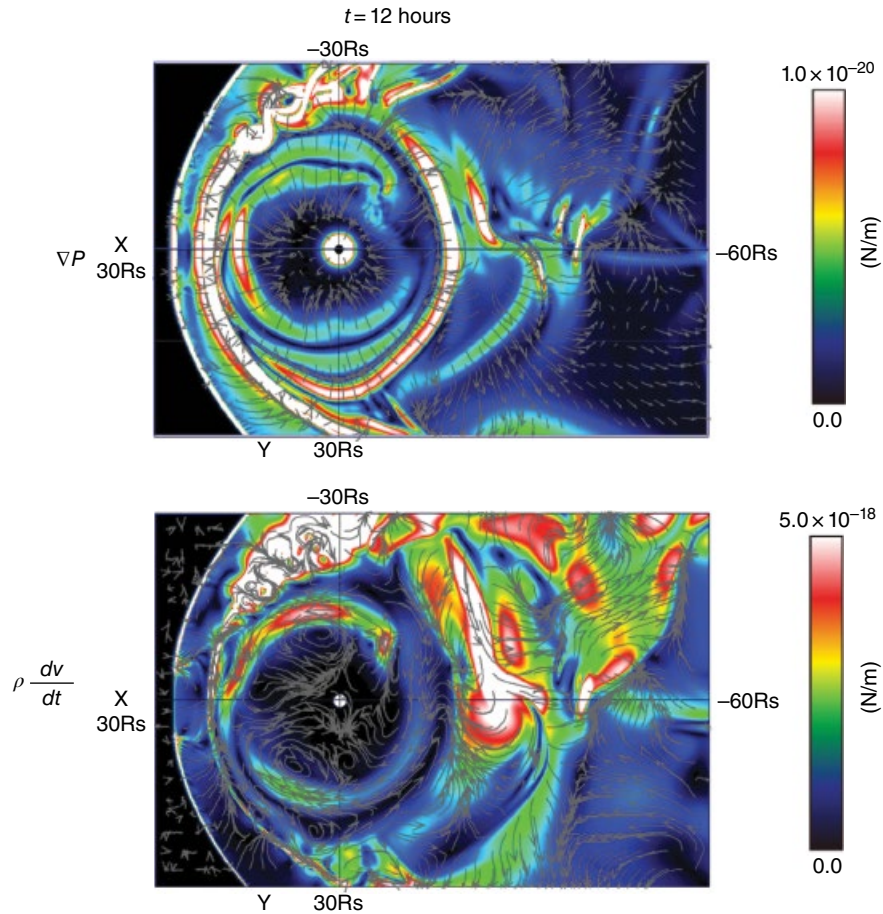 t = 12 hours
−30Rs
1.0 × 10−20
∇P
X
30Rs
−60Rs
(N/m)
0.0
Y
30Rs
−30Rs
5.0 × 10−18
ρ dv
dt
X
30Rs
−60Rs
(N/m)
0.0
Y
30Rs